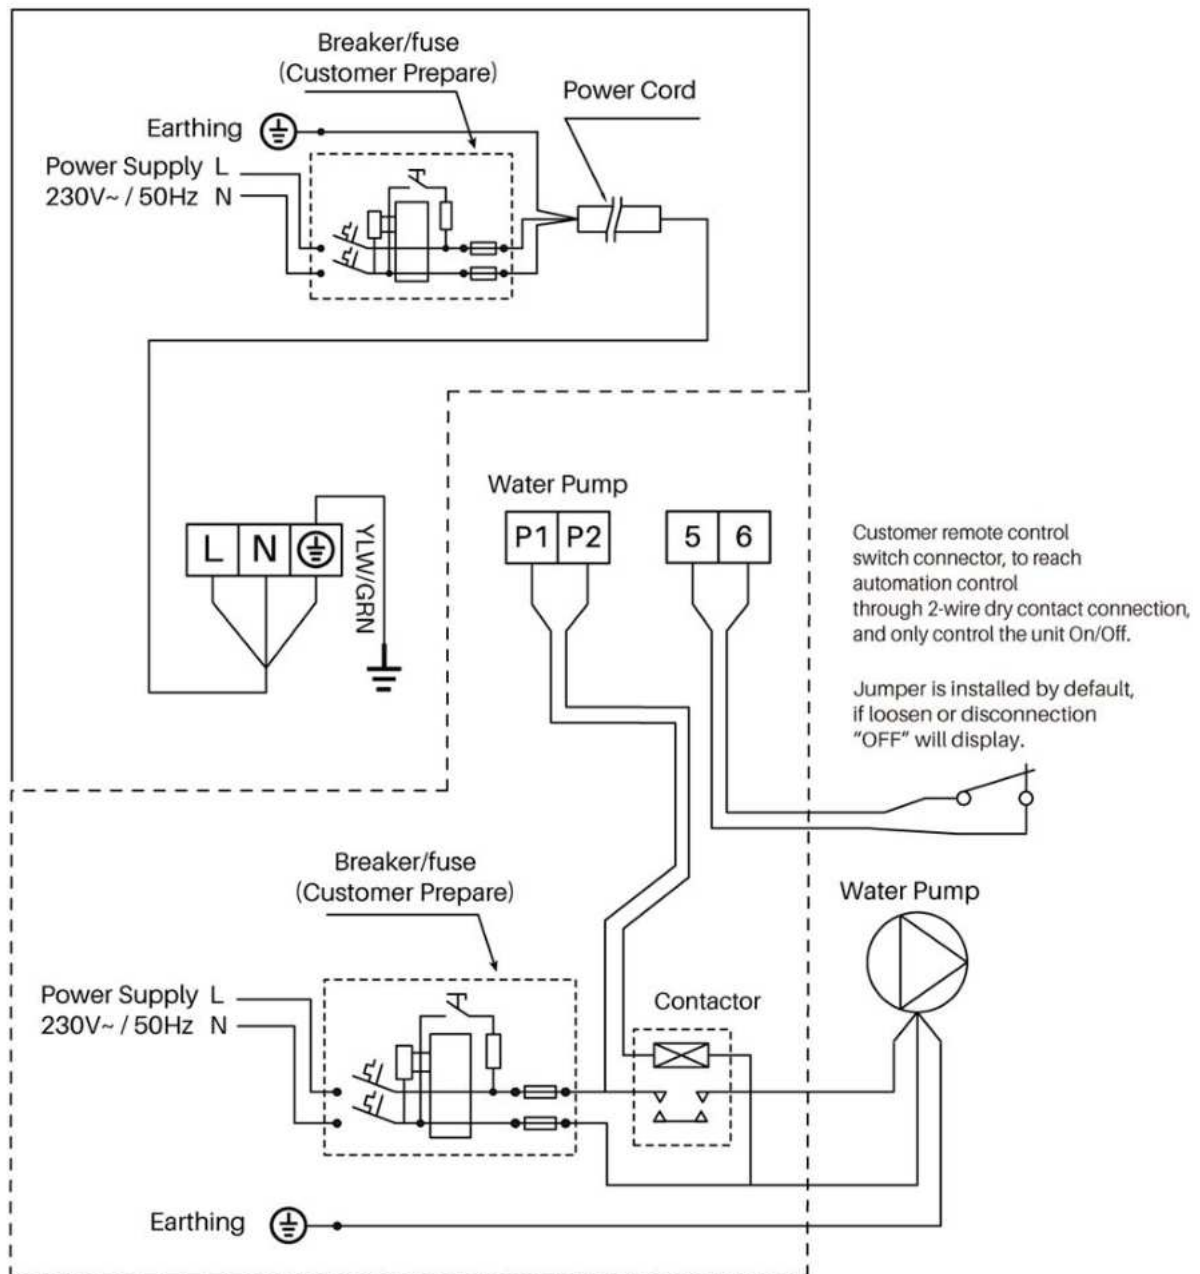 Breaker/fuse
(Customer Prepare)
Power Cord
Earthing
Power Supply L
230V~ / 50Hz N
Water Pump
P1 P2
5 6
L N
YLW/GRN
Customer remote control
switch connector, to reach
automation control
through 2-wire dry contact connection,
and only control the unit On/Off.
Jumper is installed by default,
if loosen or disconnection
"OFF" will display.
Breaker/fuse
(Customer Prepare)
Water Pump
Power Supply L
230V~ / 50Hz N
Contactor
Earthing